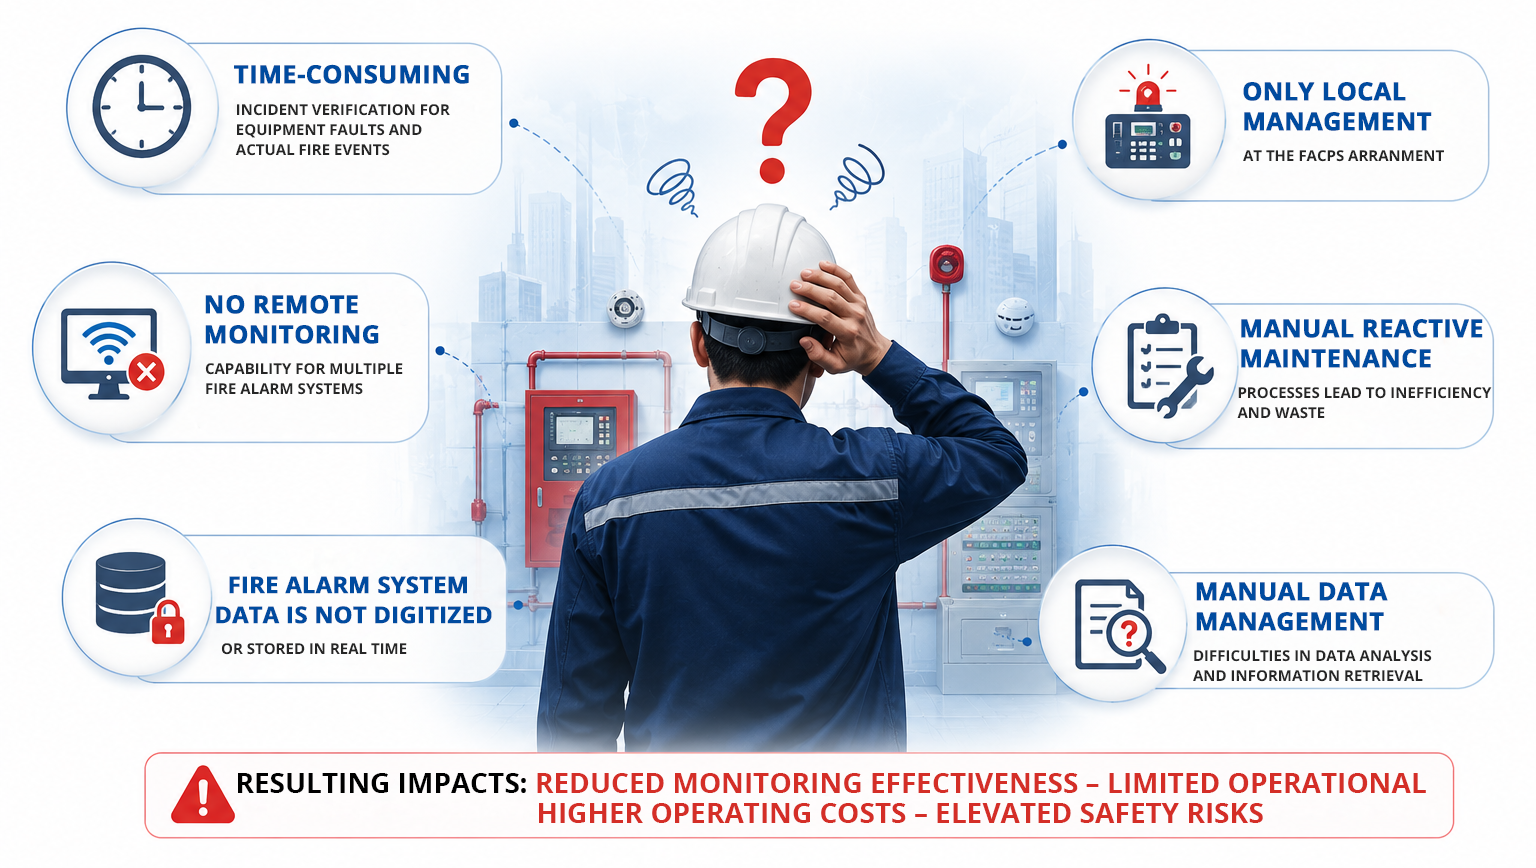 TIME-CONSUMING
INCIDENT VERIFICATION FOR
EQUIPMENT FAULTS AND
ACTUAL FIRE EVENTS
NO REMOTE
MONITORING
CAPABILITY FOR MULTIPLE
FIRE ALARM SYSTEMS
FIRE ALARM SYSTEM
DATA IS NOT DIGITIZED
OR STORED IN REAL TIME
?
ONLY LOCAL
MANAGEMENT
AT THE FACPS ARRANMENT
MANUAL REACTIVE
MAINTENANCE
PROCESSES LEAD TO INEFFICIENCY
AND WASTE
?
MANUAL DATA
MANAGEMENT
DIFFICULTIES IN DATA ANALYSIS
AND INFORMATION RETRIEVAL
RESULTING IMPACTS: REDUCED MONITORING EFFECTIVENESS – LIMITED OPERATIONAL
HIGHER OPERATING COSTS – ELEVATED SAFETY RISKS